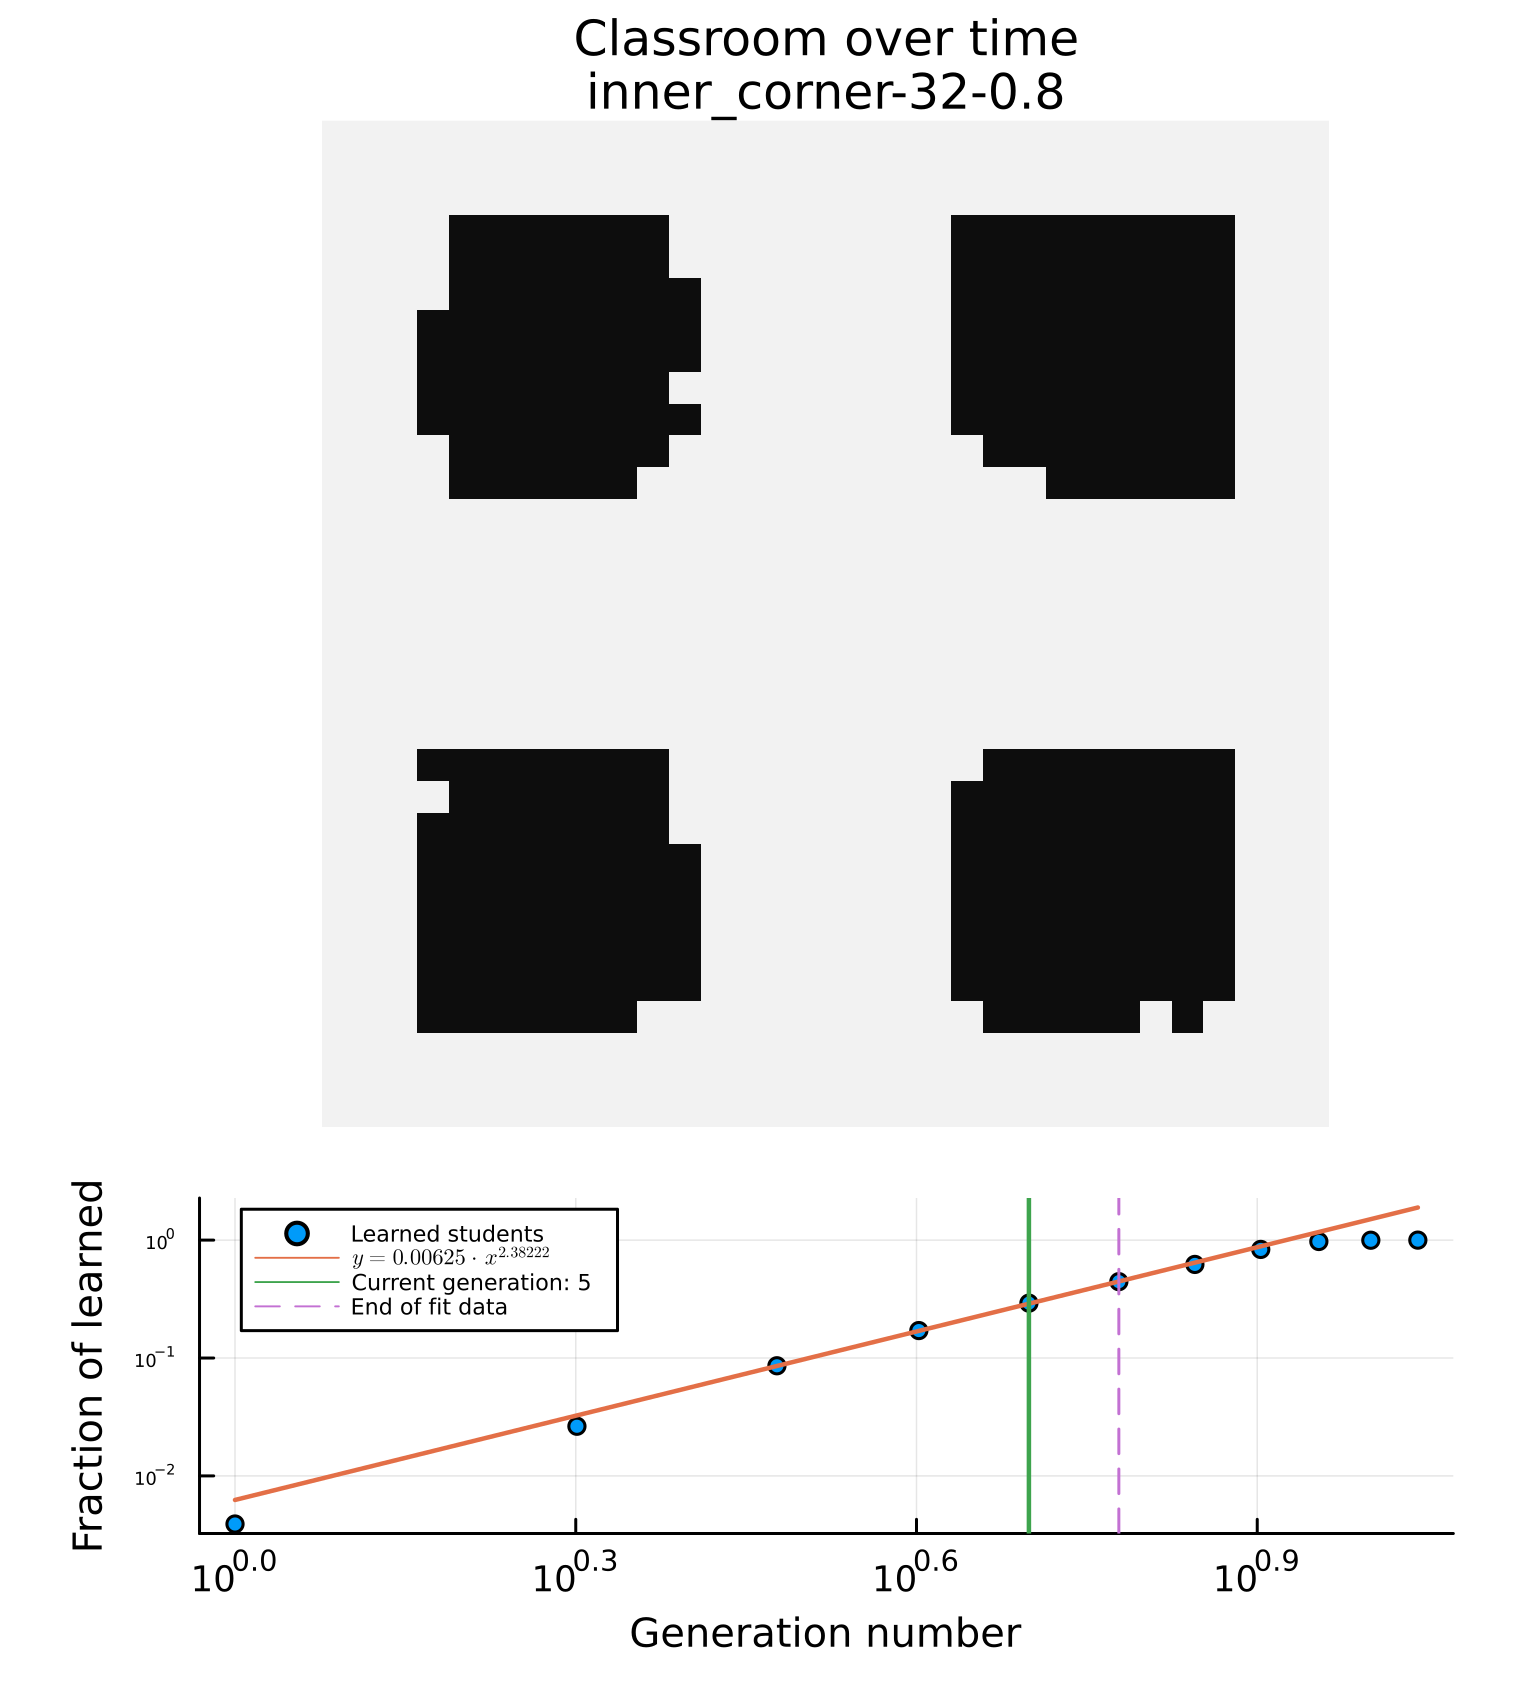 Classroom over time
inner_corner-32-0.8
Fraction of learned
10⁰
10⁻¹
10⁻²
Learned students
y = 0.00625 · x^2.38222
Current generation: 5
End of fit data
10^0.0
10^0.3
10^0.6
10^0.9
Generation number